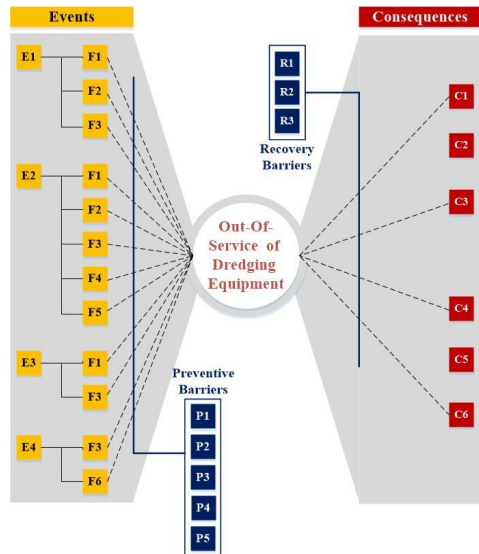 Events
Consequences
E1
F1
F2
F3
E2
F1
F2
F3
F4
F5
E3
F1
F3
E4
F3
F6
Out-Of-
Service of
Dredging
Equipment
R1
R2
R3
Recovery
Barriers
Preventive
Barriers
P1
P2
P3
P4
P5
C1
C2
C3
C4
C5
C6